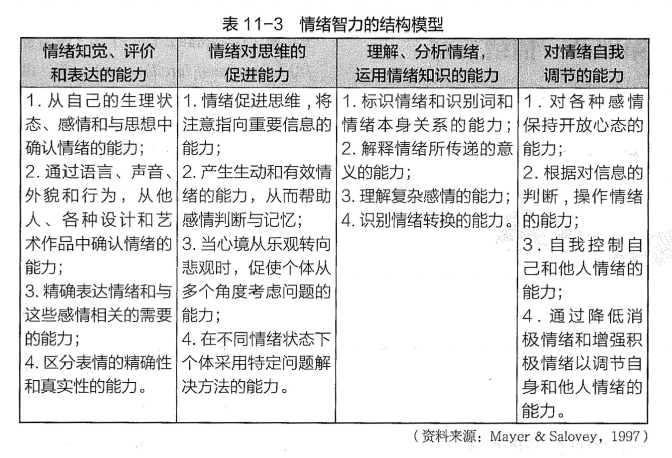 表 11-3 情绪智力的结构模型
情绪知觉、评价
和表达的能力
1. 从自己的生理状
态、感情和与思想中
确认情绪的能力；
2. 通过语言、声音、
外貌和行为，从他
人、各种设计和艺
术作品中确认情绪的
能力；
3. 精确表达情绪和与
这些感情相关的需要
的能力；
4. 区分表情的精确性
和真实性的能力。
情绪对思维的
促进能力
1. 情绪促进思维，将
注意指向重要信息的
能力；
2. 产生生动和有效情
绪的能力，从而帮助
感情判断与记忆；
3. 当心境从乐观转向
悲观时，促使个体从
多个角度考虑问题的
能力；
4. 在不同情绪状态下
个体采用特定问题解
决方法的能力。
理解、分析情绪，
运用情绪知识的能力
1. 标识情绪和识别词和
情绪本身关系的能力；
2. 解释情绪所传递的意
义的能力；
3. 理解复杂感情的能力；
4. 识别情绪转换的能力。
对情绪自我
调节的能力
1. 对各种感情
保持开放心态的
能力；
2. 根据对信息的
判断，操作情绪
的能力；
3. 自我控制自
己和他人情绪的
能力；
4. 通过降低消
极情绪和增强积
极情绪以调节自
身和他人情绪的
能力。
（资料来源：Mayer & Salovey，1997）